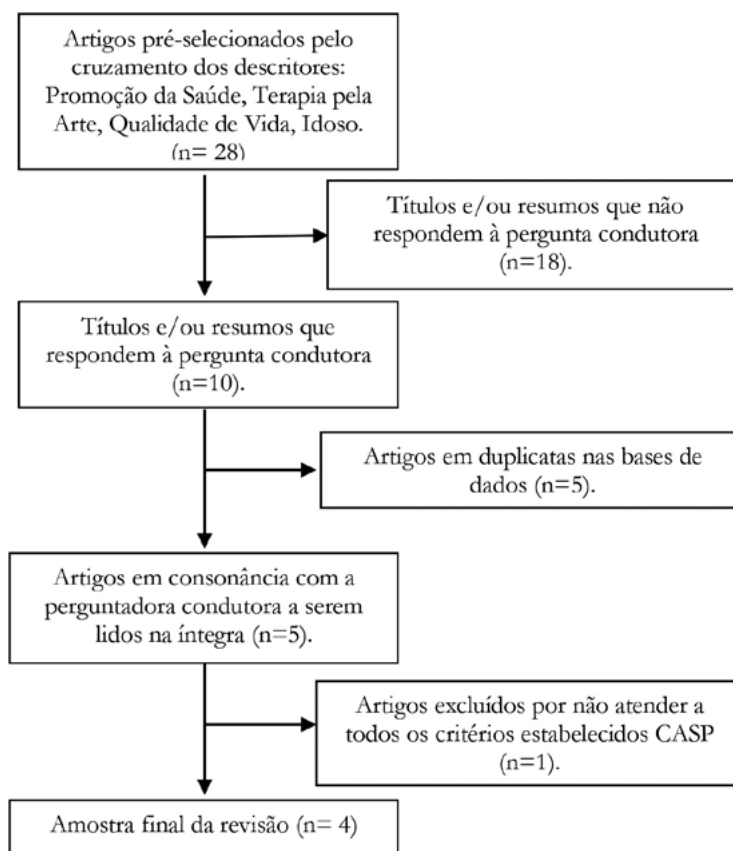 Artigos pré-selecionados pelo
cruzamento dos descritores:
Promoção da Saúde, Terapia pela
Arte, Qualidade de Vida, Idoso.
(n= 28)
Títulos e/ou resumos que não
respondem à pergunta condutora
(n=18).
Títulos e/ou resumos que
respondem à pergunta condutora
(n=10).
Artigos em duplicatas nas bases de
dados (n=5).
Artigos em consonância com a
perguntadora condutora a serem
lidos na íntegra (n=5).
Artigos excluídos por não atender a
todos os critérios estabelecidos CASP
(n=1).
Amostra final da revisão (n= 4)